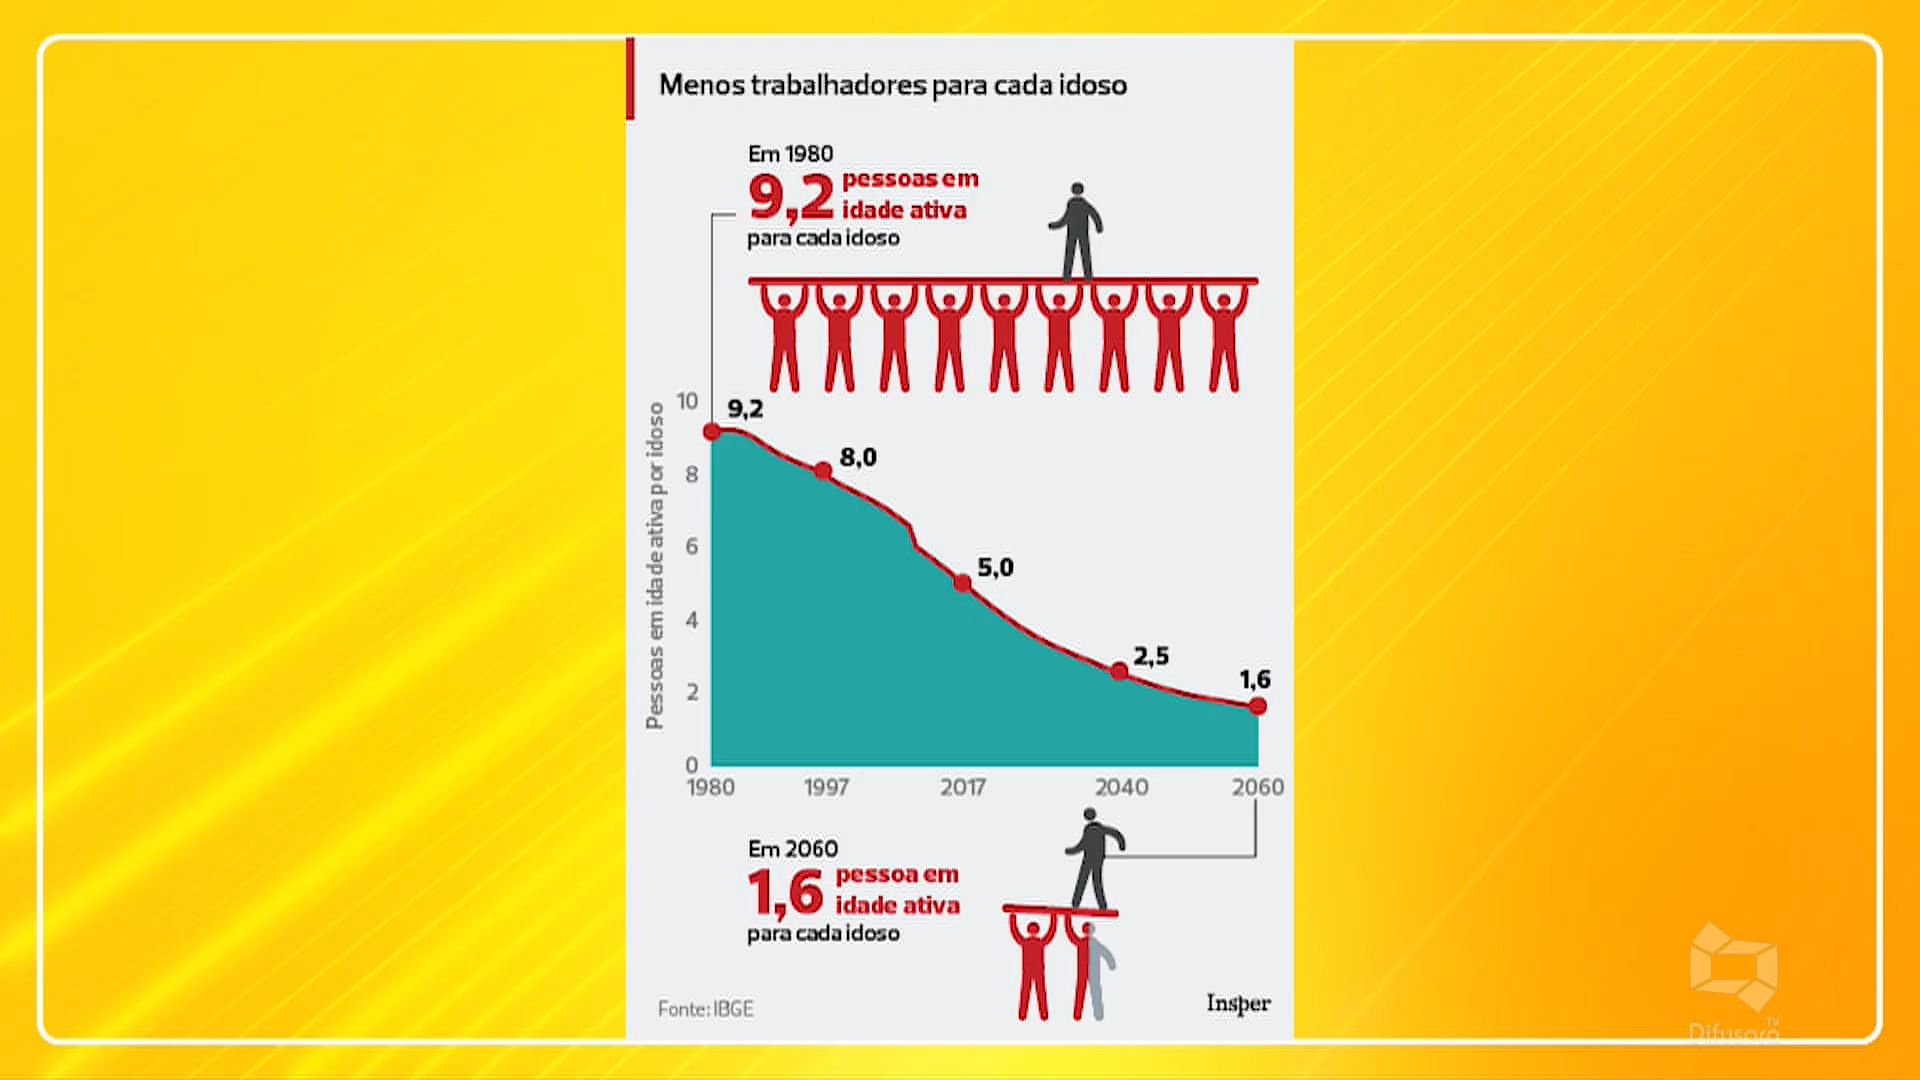 Menos trabalhadores para cada idoso
Em 1980
9,2 pessoas em
idade ativa
para cada idoso
Pessoas em idade ativa por idoso
10
8
6
4
2
0
9,2
8,0
5,0
2,5
1,6
1980 1997 2017 2040 2060
Em 2060
1,6 pessoa em
idade ativa
para cada idoso
Fonte: IBGE
Insper
TV
Difusora